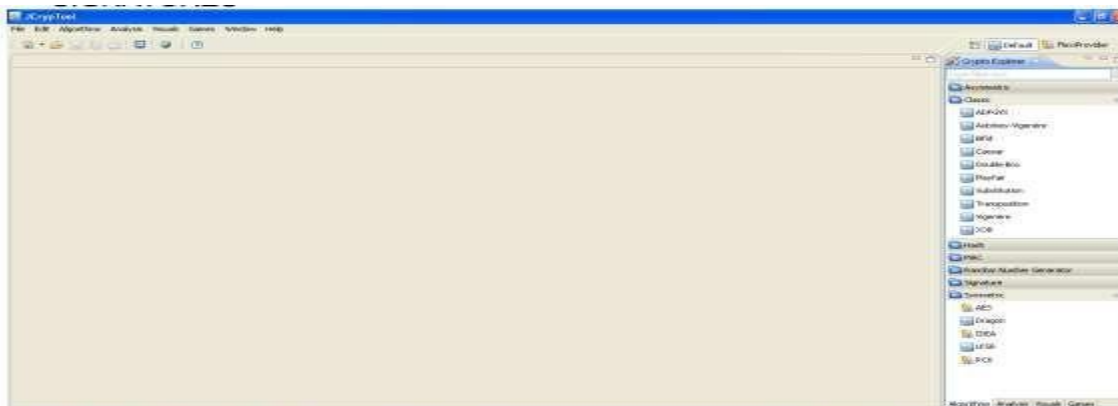 JCrypTool
File Edit Algorithms Analysis Visuals Games Window Help
Default FlexiProvider
Crypto Explorer
Asymmetric
Classic
ADFGVX
Autokey-Vigenère
Bifid
Caesar
Double-Box
Playfair
Substitution
Transposition
Vigenère
XOR
Hash
MAC
Random Number Generator
Signature
Symmetric
AES
Dragon
IDEA
LFSR
Algorithms Analysis Visuals Games